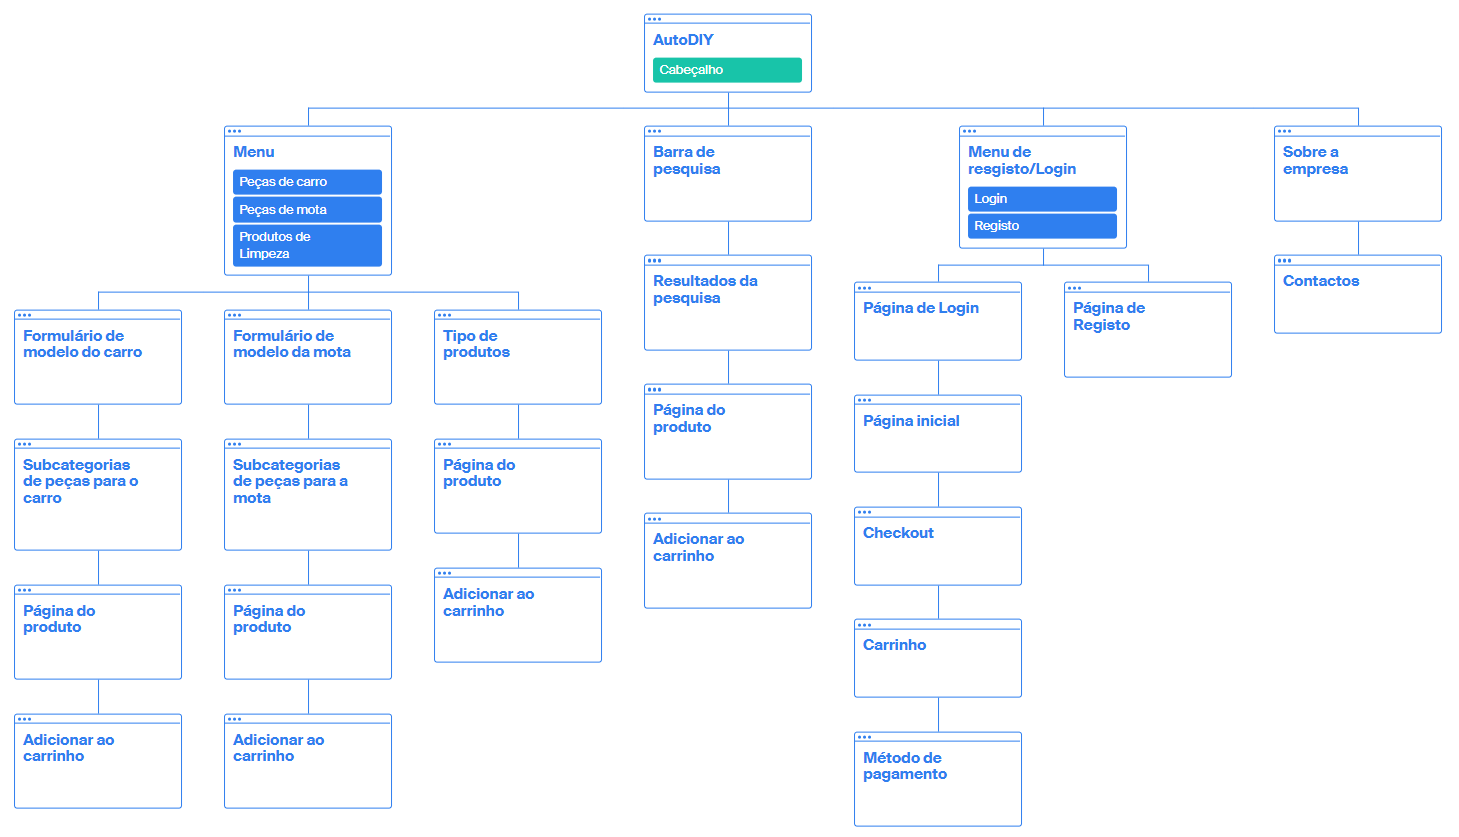 AutoDIY
Cabeçalho
Menu
Peças de carro
Peças de mota
Produtos de
Limpeza
Barra de
pesquisa
Menu de
resgisto/Login
Login
Registo
Sobre a
empresa
Formulário de
modelo do carro
Subcategorias
de peças para o
carro
Página do
produto
Adicionar ao
carrinho
Formulário de
modelo da mota
Subcategorias
de peças para a
mota
Página do
produto
Adicionar ao
carrinho
Tipo de
produtos
Página do
produto
Adicionar ao
carrinho
Resultados da
pesquisa
Página do
produto
Adicionar ao
carrinho
Página de Login
Página inicial
Checkout
Carrinho
Método de
pagamento
Página de
Registo
Contactos